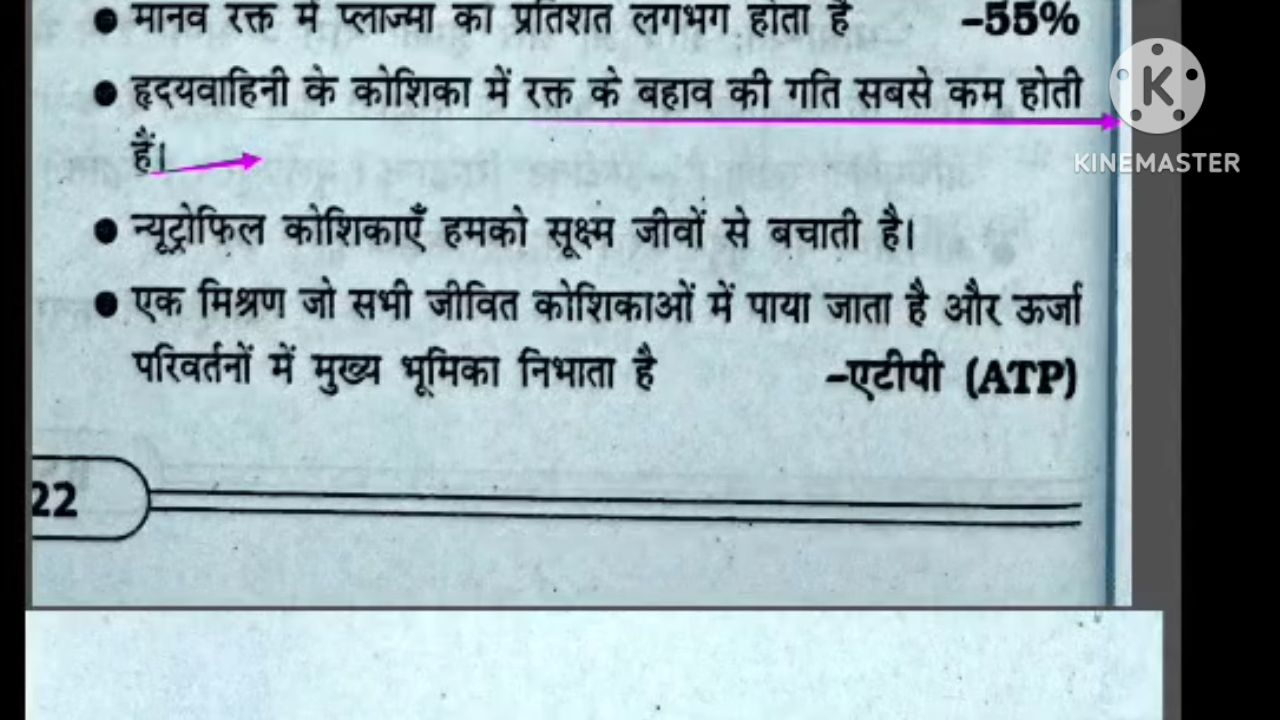 ● मानव रक्त में प्लाज्मा का प्रतिशत लगभग होता है –55%
● हृदयवाहिनी के कोशिका में रक्त के बहाव की गति सबसे कम होती
हैं।
● न्यूट्रोफिल कोशिकाएँ हमको सूक्ष्म जीवों से बचाती है।
● एक मिश्रण जो सभी जीवित कोशिकाओं में पाया जाता है और ऊर्जा
परिवर्तनों में मुख्य भूमिका निभाता है –एटीपी (ATP)
22
K
KINEMASTER